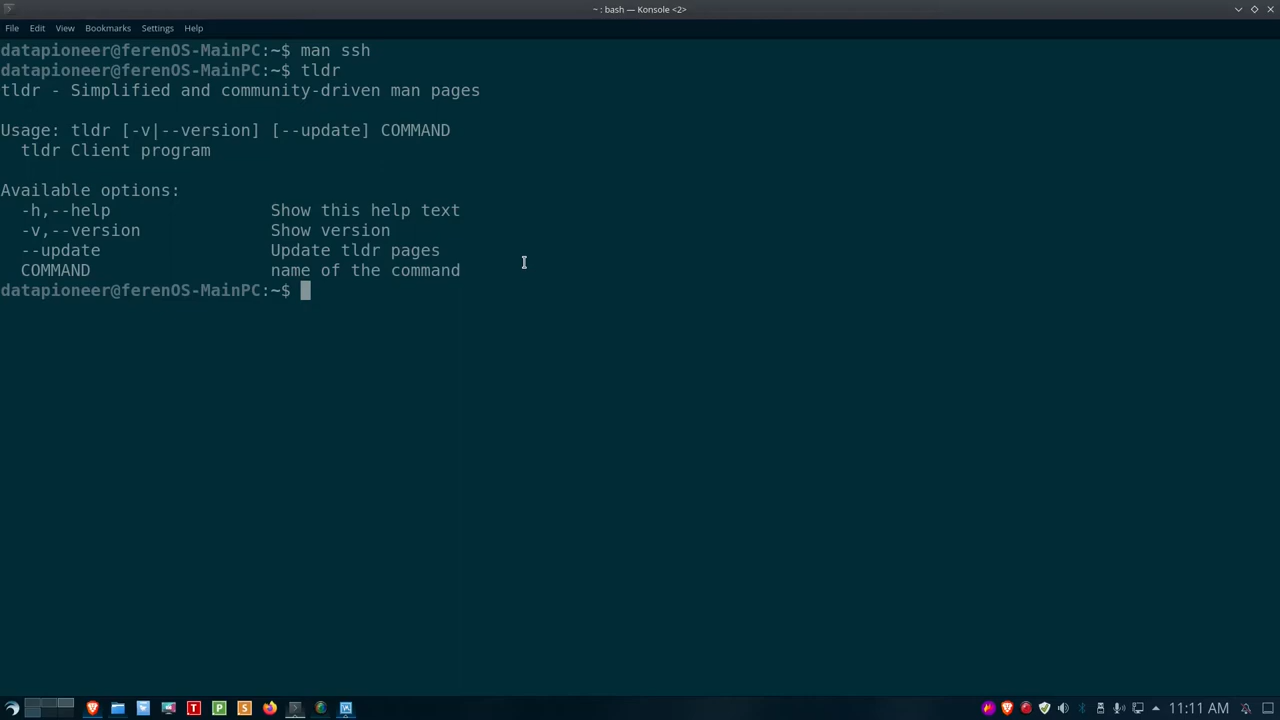 ~ : bash — Konsole <2>
File Edit View Bookmarks Settings Help
datapioneer@ferenOS-MainPC:~$ man ssh
datapioneer@ferenOS-MainPC:~$ tldr
tldr - Simplified and community-driven man pages
Usage: tldr [-v|--version] [--update] COMMAND
  tldr Client program
Available options:
  -h,--help                Show this help text
  -v,--version             Show version
  --update                 Update tldr pages
  COMMAND                  name of the command
datapioneer@ferenOS-MainPC:~$
T P S 11:11 AM